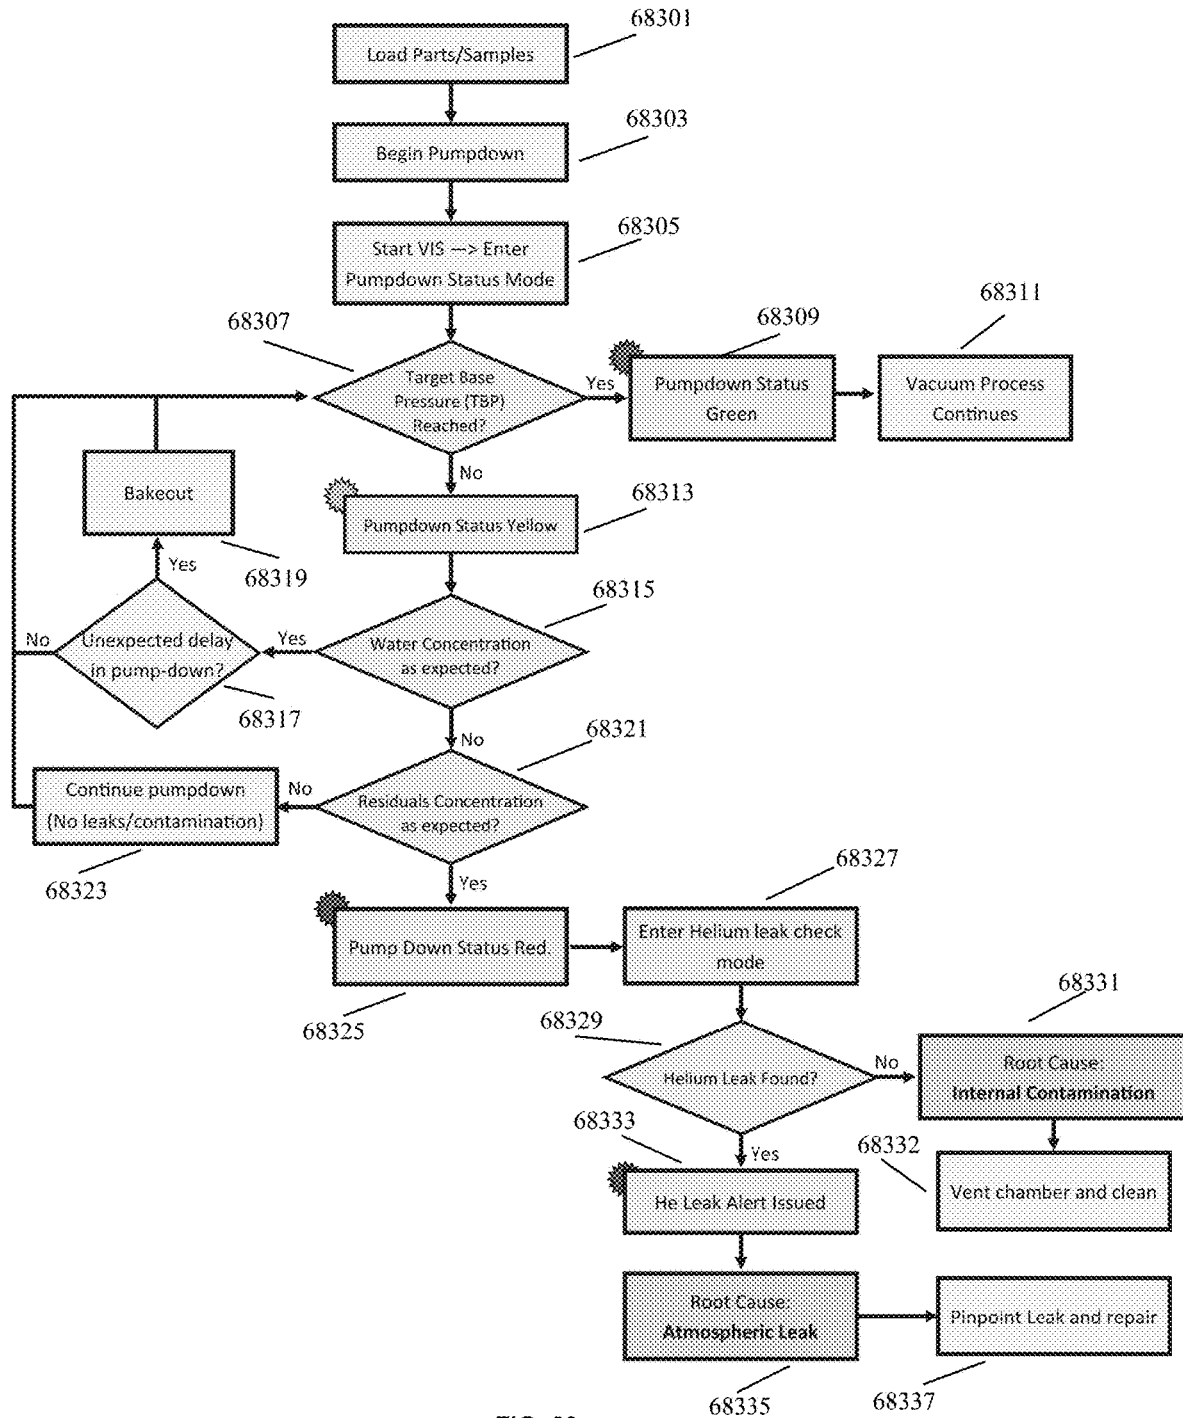 68301
Load Parts/Samples
68303
Begin Pumpdown
68305
Start VIS —> Enter
Pumpdown Status Mode
68307
Target Base
Pressure (TBP)
Reached?
Yes
68309
Pumpdown Status
Green
68311
Vacuum Process
Continues
No
68313
Pumpdown Status Yellow
68315
Water Concentration
as expected?
Yes
Unexpected delay
in pump-down?
68317
Yes
Bakeout
68319
No
No
68321
Residuals Concentration
as expected?
No
Continue pumpdown
(No leaks/contamination)
68323
Yes
Pump Down Status Red.
68325
68327
Enter Helium leak check
mode
68329
Helium Leak Found?
No
68331
Root Cause:
Internal Contamination
68332
Vent chamber and clean
Yes
68333
He Leak Alert Issued
Root Cause:
Atmospheric Leak
68335
Pinpoint Leak and repair
68337